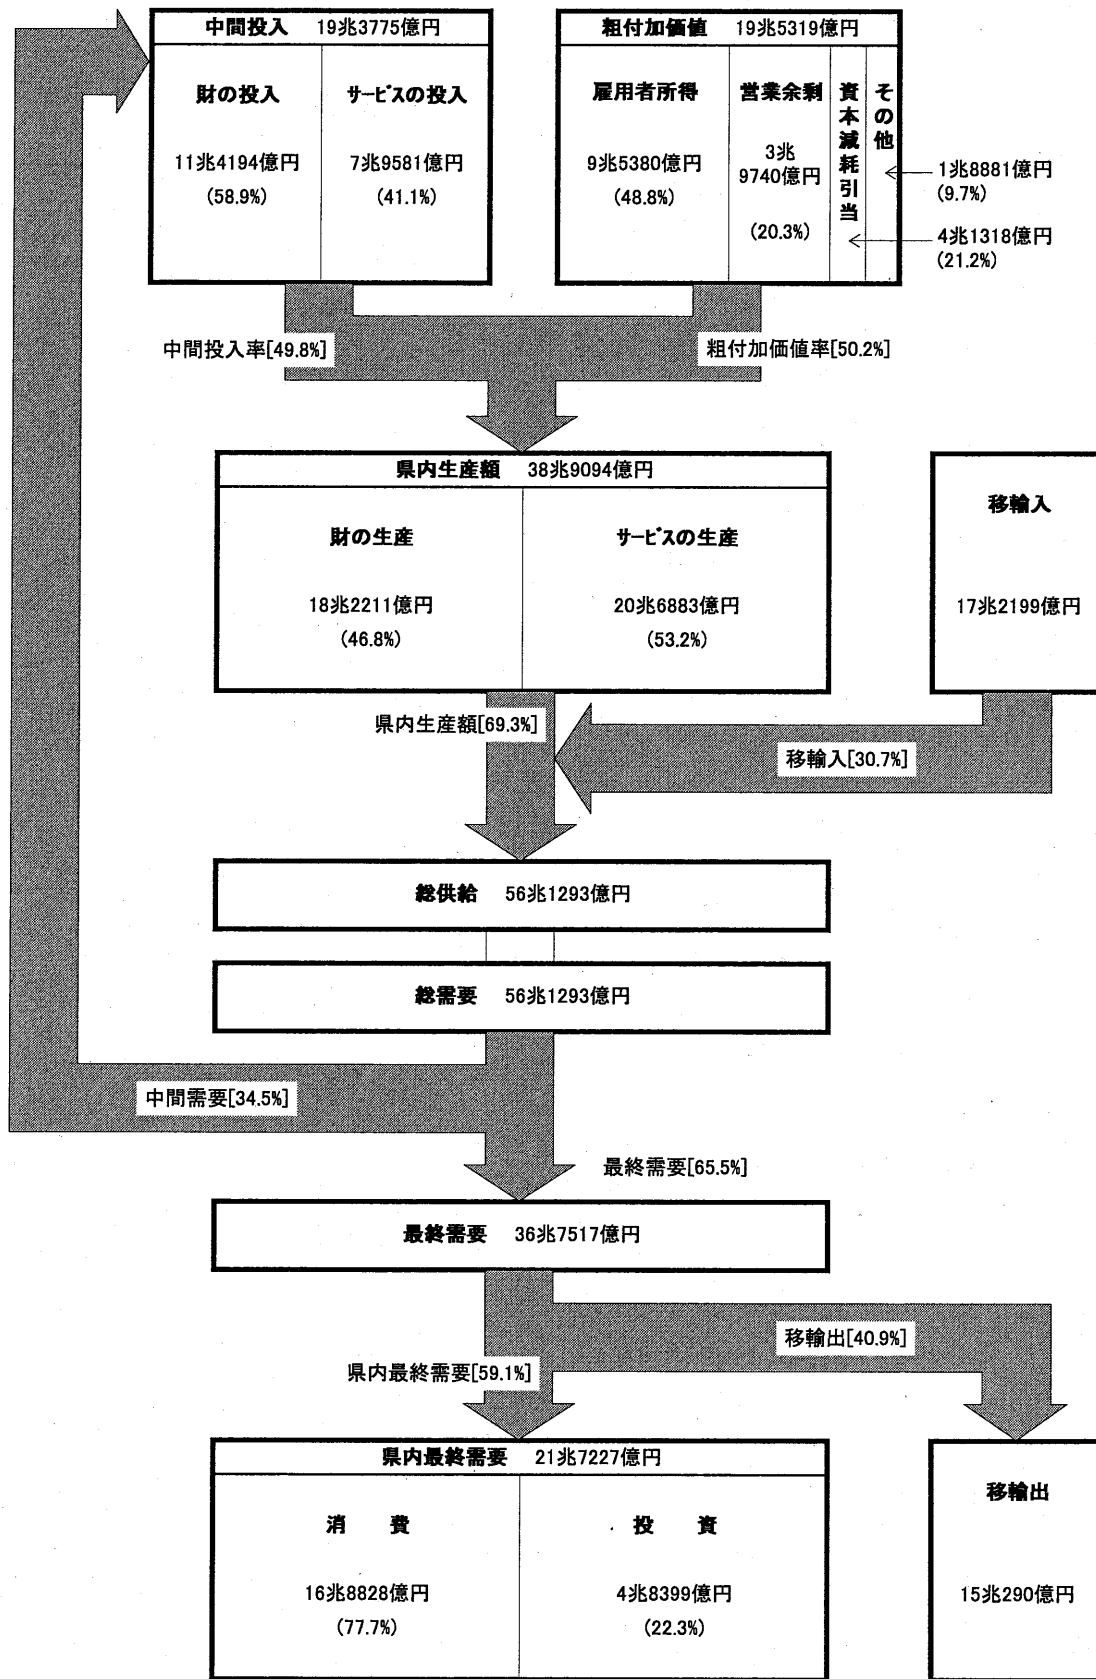 中間投入 19兆3775億円
財の投入
11兆4194億円
(58.9%)
サービスの投入
7兆9581億円
(41.1%)
粗付加価値 19兆5319億円
雇用者所得
9兆5380億円
(48.8%)
営業余剰
3兆
9740億円
(20.3%)
資本減耗引当
その他
1兆8881億円
(9.7%)
4兆1318億円
(21.2%)
中間投入率[49.8%]
粗付加価値率[50.2%]
県内生産額 38兆9094億円
財の生産
18兆2211億円
(46.8%)
サービスの生産
20兆6883億円
(53.2%)
移輸入
17兆2199億円
県内生産額[69.3%]
移輸入[30.7%]
総供給 56兆1293億円
総需要 56兆1293億円
中間需要[34.5%]
最終需要[65.5%]
最終需要 36兆7517億円
移輸出[40.9%]
県内最終需要[59.1%]
県内最終需要 21兆7227億円
消 費
16兆8828億円
(77.7%)
投 資
4兆8399億円
(22.3%)
移輸出
15兆290億円